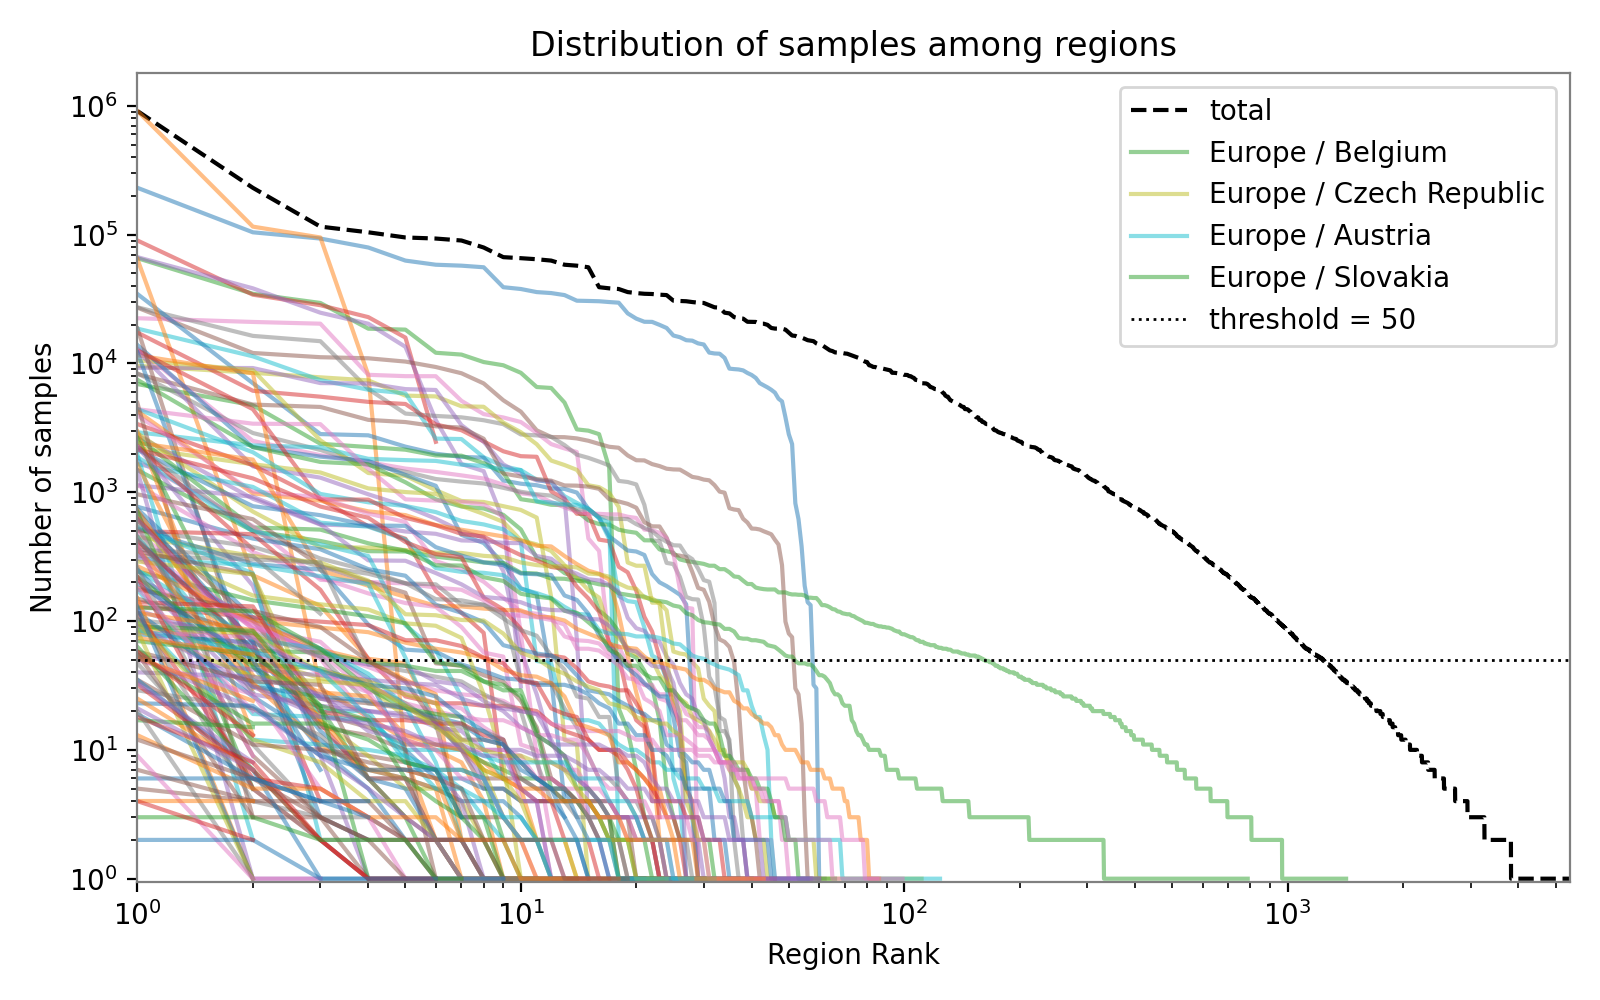 Distribution of samples among regions
Number of samples
10⁶
10⁵
10⁴
10³
10²
10¹
10⁰
total
Europe / Belgium
Europe / Czech Republic
Europe / Austria
Europe / Slovakia
threshold = 50
10⁰
10¹
10²
10³
Region Rank